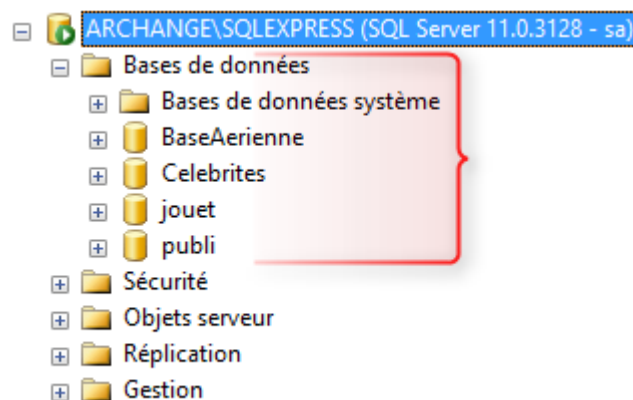 ARCHANGE\SQLEXPRESS (SQL Server 11.0.3128 - sa)
Bases de données
Bases de données système
BaseAerienne
Celebrites
jouet
publi
Sécurité
Objets serveur
Réplication
Gestion